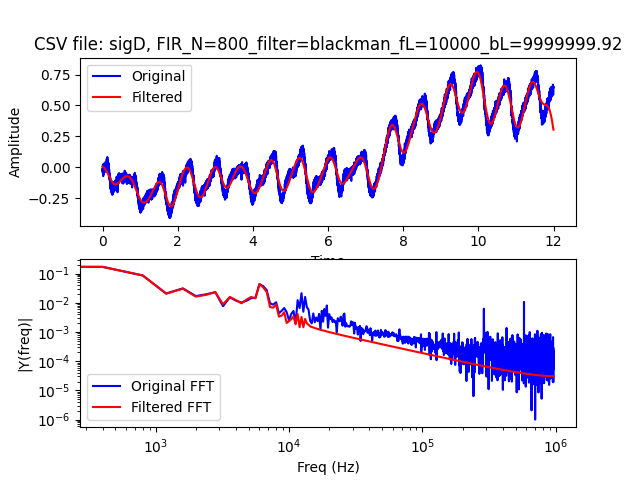 CSV file: sigD, FIR_N=800_filter=blackman_fL=10000_bL=9999999.92
Amplitude
0.75
0.50
0.25
0.00
−0.25
Original
Filtered
0 2 4 6 8 10 12
Time
|Y(freq)|
10⁻¹
10⁻²
10⁻³
10⁻⁴
10⁻⁵
10⁻⁶
Original FFT
Filtered FFT
10³ 10⁴ 10⁵ 10⁶
Freq (Hz)